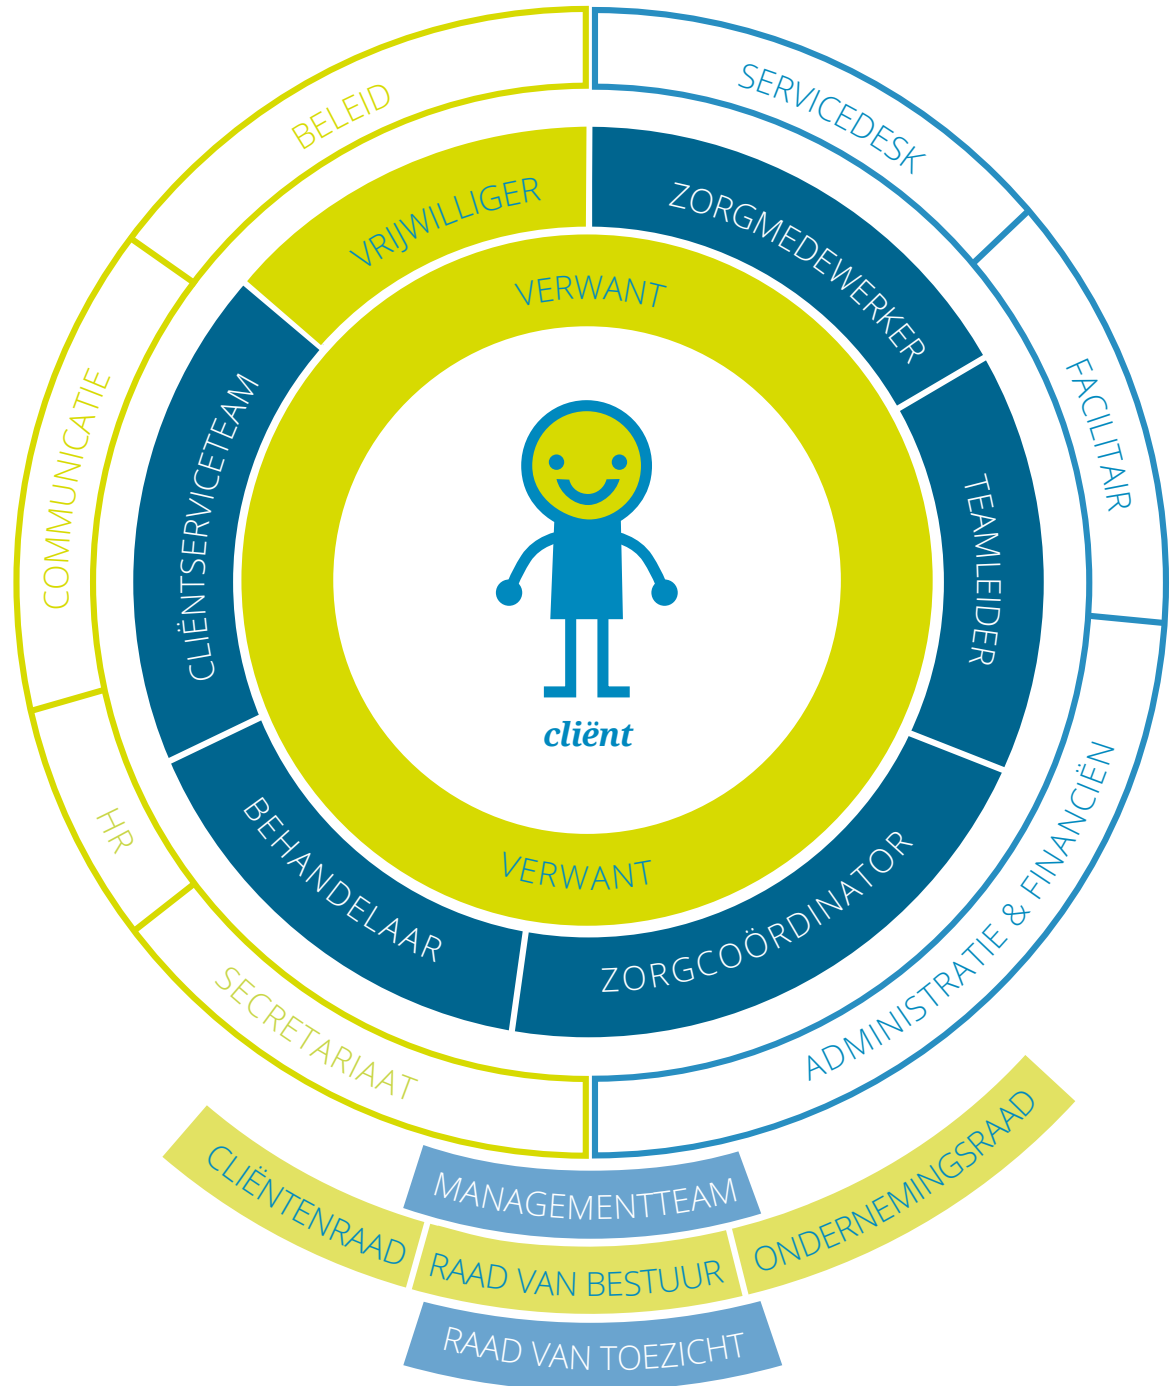 BELEID
SERVICEDESK
VRIJWILLIGER
ZORGMEDEWERKER
VERWANT
FACILITAIR
COMMUNICATIE
CLIËNTSERVICETEAM
TEAMLEIDER
cliënt
HR
BEHANDELAAR
VERWANT
ZORGCOÖRDINATOR
ADMINISTRATIE & FINANCIËN
SECRETARIAAT
CLIËNTENRAAD
MANAGEMENTTEAM
ONDERNEMINGSRAAD
RAAD VAN BESTUUR
RAAD VAN TOEZICHT